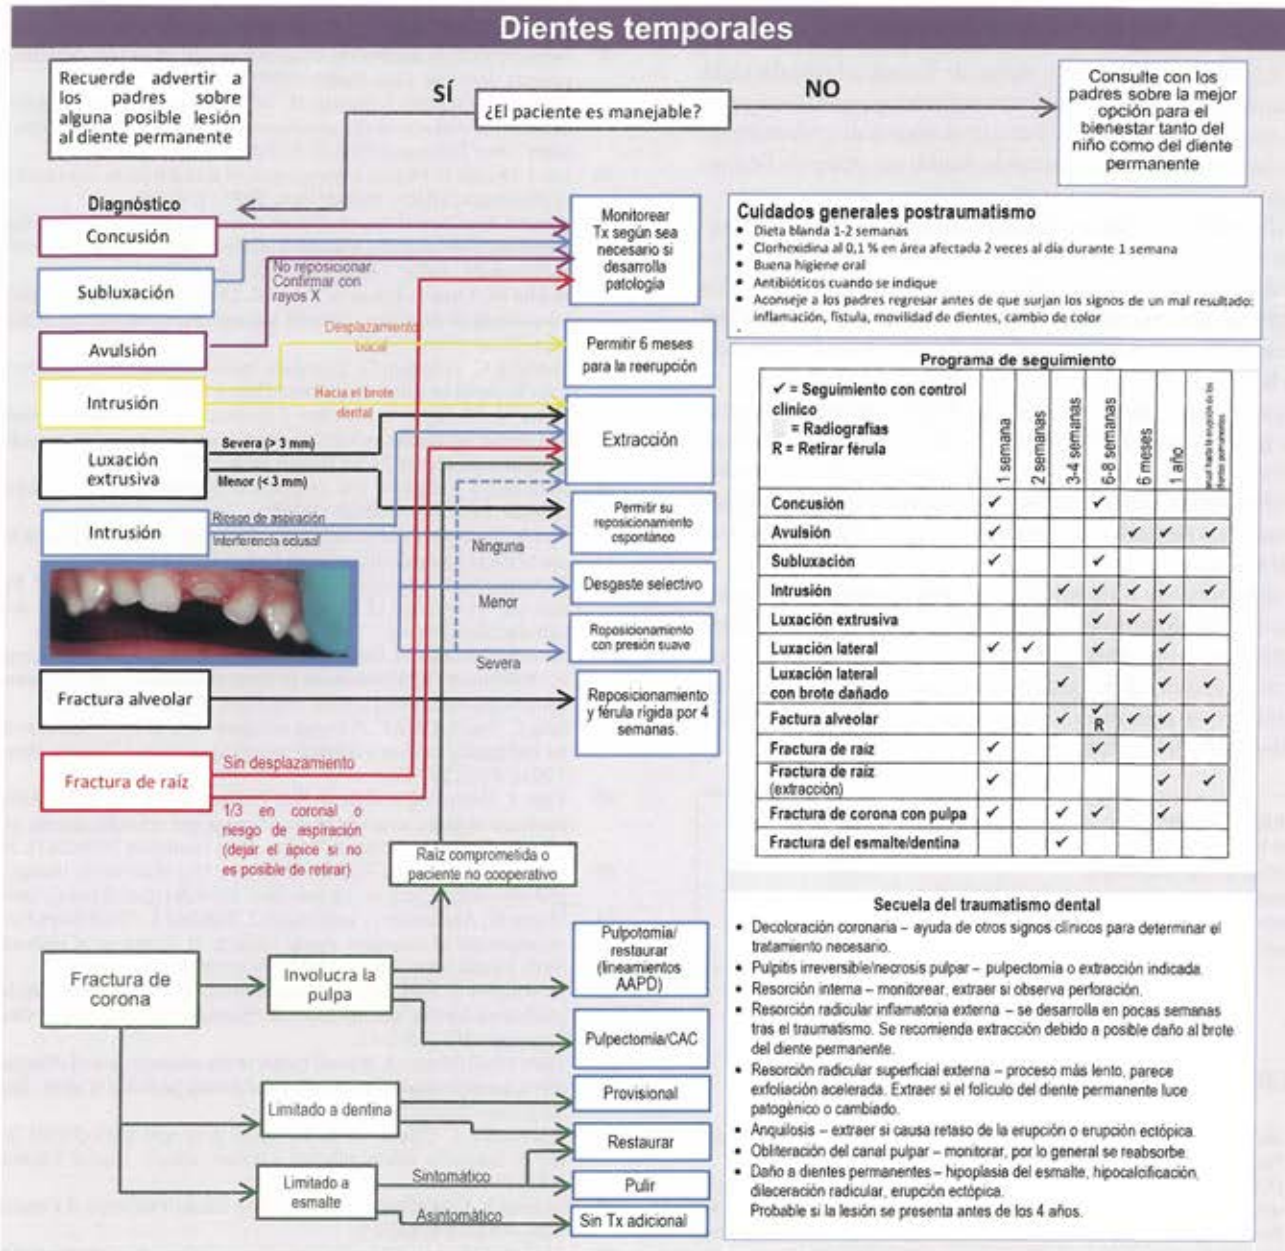 Dientes temporales
Recuerde advertir a
los padres sobre
alguna posible lesión
al diente permanente
SÍ
¿El paciente es manejable?
NO
Consulte con los
padres sobre la mejor
opción para el
bienestar tanto del
niño como del diente
permanente
Diagnóstico
Concusión
Subluxación
Avulsión
Intrusión
Luxación
extrusiva
Intrusión
Fractura alveolar
Fractura de raíz
No reposicionar.
Confirmar con
rayos X
Desplazamiento
bucal
Hacia el brote
dental
Severa (> 3 mm)
Menor (< 3 mm)
Riesgo de aspiración
Interferencia oclusal
Ninguna
Menor
Severa
Sin desplazamiento
1/3 en coronal o
riesgo de aspiración
(dejar el ápice si no
es posible de retirar)
Monitorear
Tx según sea
necesario si
desarrolla
patología
Permitir 6 meses
para la reerupción
Extracción
Permitir su
reposicionamiento
espontáneo
Desgaste selectivo
Reposicionamiento
con presión suave
Reposicionamiento
y férula rígida por 4
semanas.
Raíz comprometida o
paciente no cooperativo
Fractura de
corona
Involucra la
pulpa
Limitado a dentina
Limitado a
esmalte
Sintomático
Asintomático
Pulpotomía/
restaurar
(lineamientos
AAPD)
Pulpectomía/CAC
Provisional
Restaurar
Pulir
Sin Tx adicional
Cuidados generales postraumatismo
• Dieta blanda 1-2 semanas
• Clorhexidina al 0,1 % en área afectada 2 veces al día durante 1 semana
• Buena higiene oral
• Antibióticos cuando se indique
• Aconseje a los padres regresar antes de que surjan los signos de un mal resultado:
inflamación, fístula, movilidad de dientes, cambio de color
Programa de seguimiento
✓ = Seguimiento con control
clínico
= Radiografías
R = Retirar férula
1 semana
2 semanas
3-4 semanas
6-8 semanas
6 meses
1 año
anual hasta la erupción de los
dientes permanentes
Concusión ✓ ✓
Avulsión ✓ ✓ ✓ ✓
Subluxación ✓ ✓
Intrusión ✓ ✓ ✓ ✓ ✓
Luxación extrusiva ✓ ✓ ✓
Luxación lateral ✓ ✓ ✓ ✓
Luxación lateral
con brote dañado ✓ ✓ ✓
Factura alveolar ✓ ✓ R ✓ ✓ ✓
Fractura de raíz ✓ ✓ ✓
Fractura de raíz
(extracción) ✓ ✓ ✓
Fractura de corona con pulpa ✓ ✓ ✓ ✓
Fractura del esmalte/dentina ✓
Secuela del traumatismo dental
• Decoloración coronaria – ayuda de otros signos clínicos para determinar el
tratamiento necesario.
• Pulpitis irreversible/necrosis pulpar – pulpectomía o extracción indicada.
• Resorción interna – monitorear, extraer si observa perforación.
• Resorción radicular inflamatoria externa – se desarrolla en pocas semanas
tras el traumatismo. Se recomienda extracción debido a posible daño al brote
del diente permanente.
• Resorción radicular superficial externa – proceso más lento, parece
exfoliación acelerada. Extraer si el folículo del diente permanente luce
patogénico o cambiado.
• Anquilosis – extraer si causa retaso de la erupción o erupción ectópica.
• Obliteración del canal pulpar – monitorar, por lo general se reabsorbe.
• Daño a dientes permanentes – hipoplasia del esmalte, hipocalcificación,
dilaceración radicular, erupción ectópica.
Probable si la lesión se presenta antes de los 4 años.